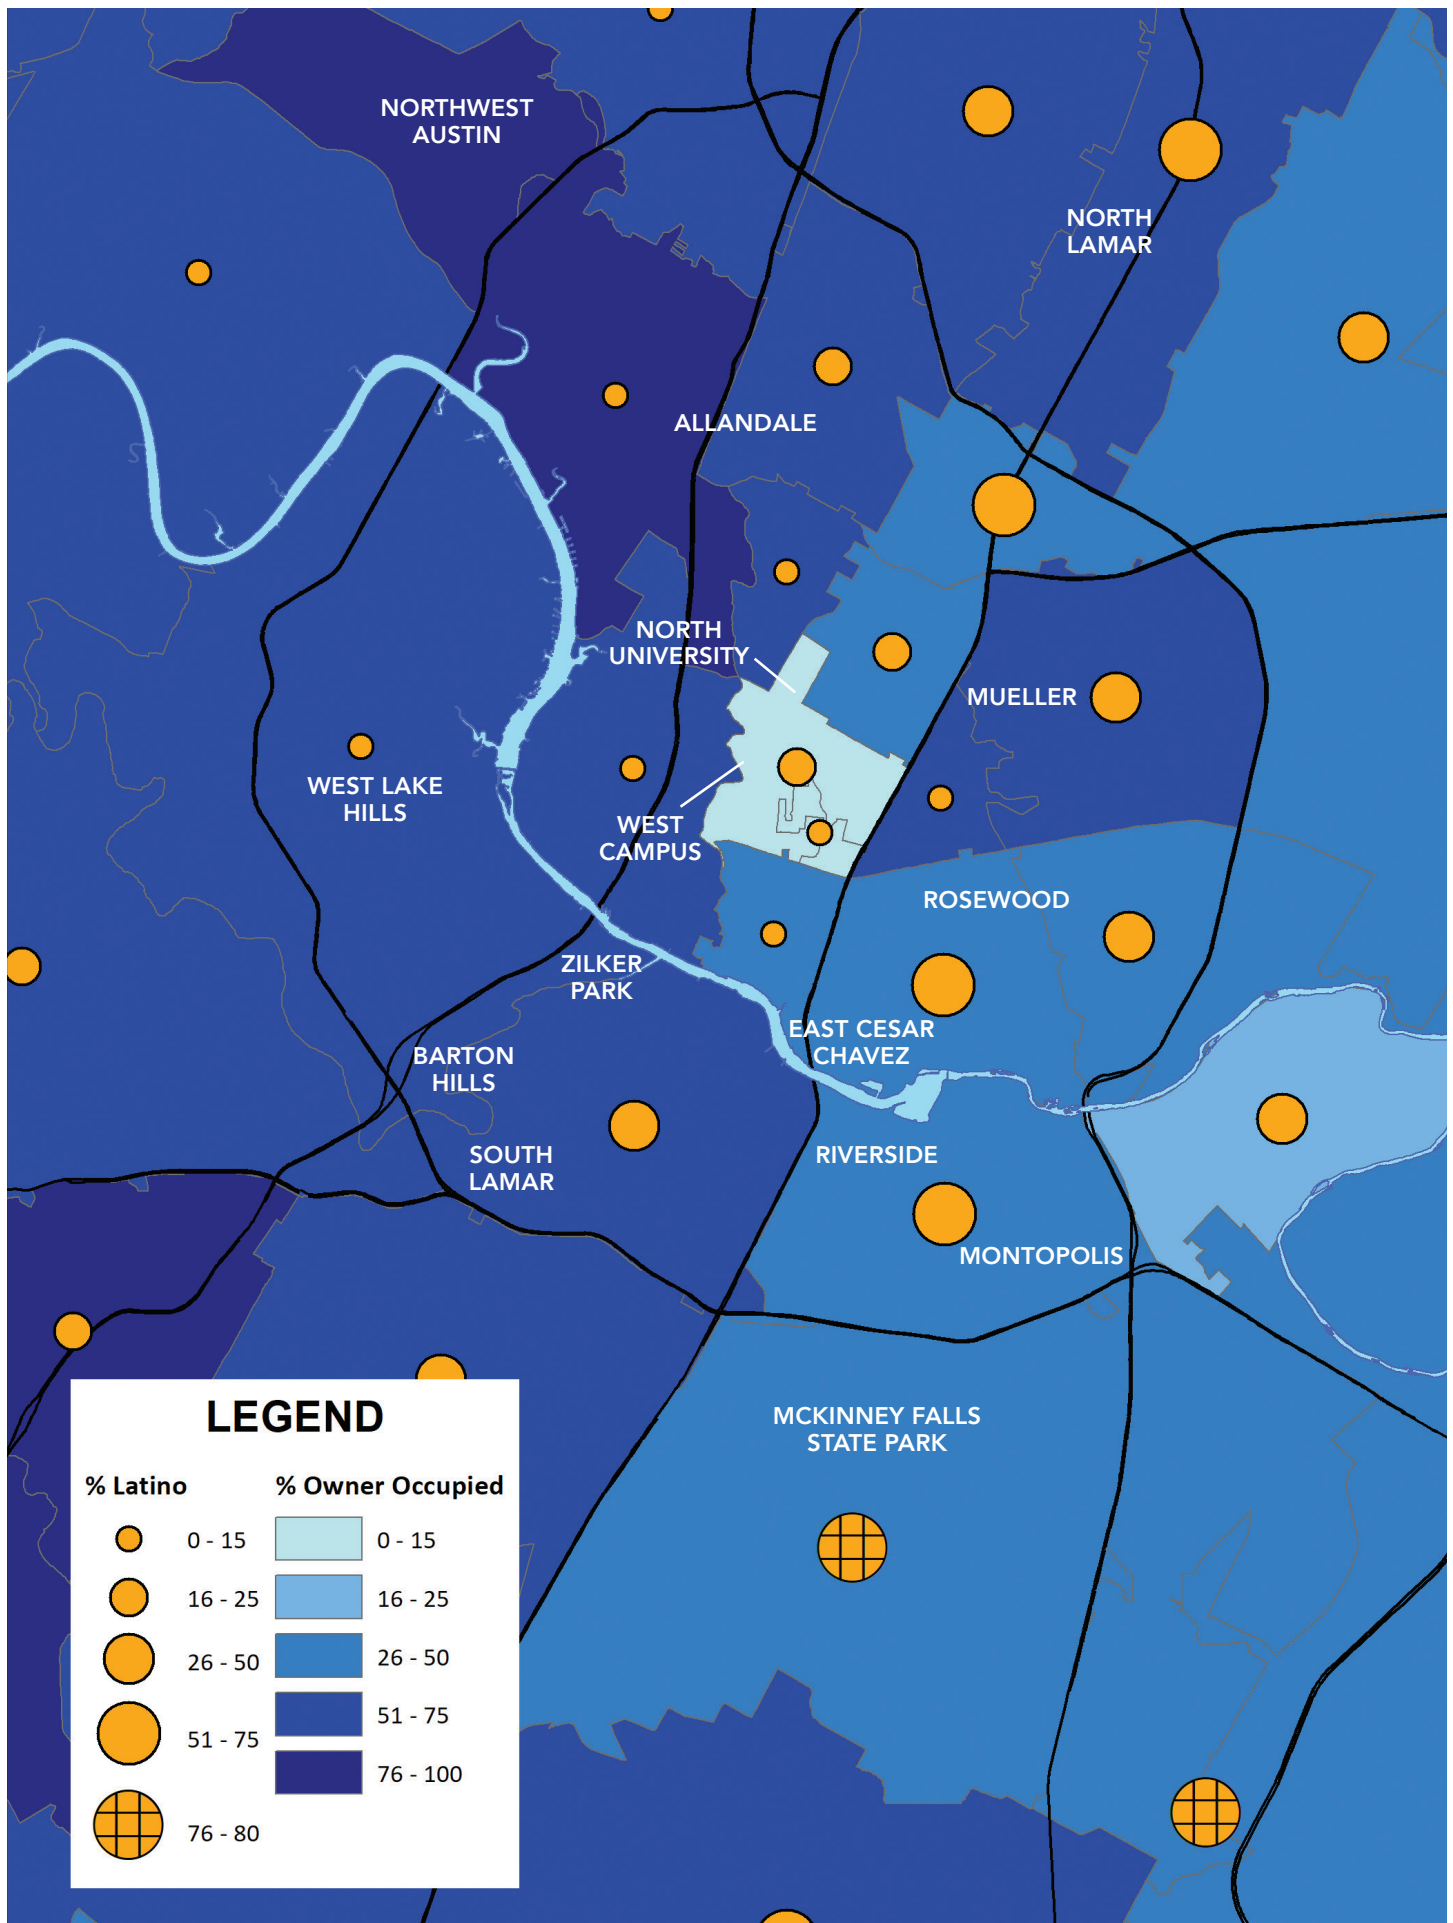 NORTHWEST
AUSTIN
NORTH
LAMAR
ALLANDALE
NORTH
UNIVERSITY
MUELLER
WEST LAKE
HILLS
WEST
CAMPUS
ROSEWOOD
ZILKER
PARK
EAST CESAR
CHAVEZ
BARTON
HILLS
SOUTH
LAMAR
RIVERSIDE
MONTOPOLIS
MCKINNEY FALLS
STATE PARK
LEGEND
% Latino
0 - 15
16 - 25
26 - 50
51 - 75
76 - 80
% Owner Occupied
0 - 15
16 - 25
26 - 50
51 - 75
76 - 100